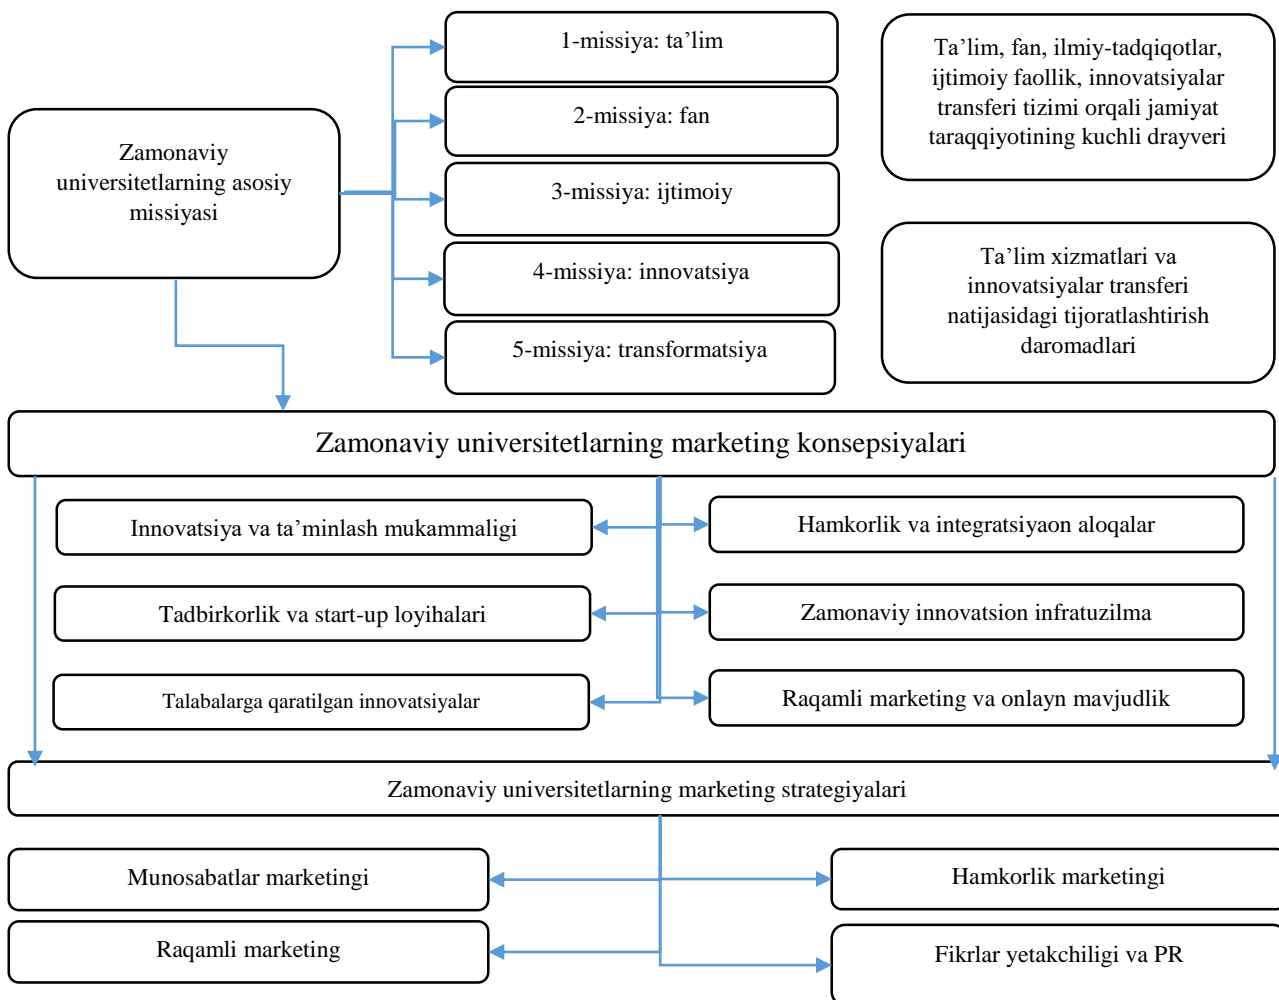 Zamonaviy
universitetlarning asosiy
missiyasi
1-missiya: ta’lim
2-missiya: fan
3-missiya: ijtimoiy
4-missiya: innovatsiya
5-missiya: transformatsiya
Ta’lim, fan, ilmiy-tadqiqotlar,
ijtimoiy faollik, innovatsiyalar
transferi tizimi orqali jamiyat
taraqqiyotining kuchli drayveri
Ta’lim xizmatlari va
innovatsiyalar transferi
natijasidagi tijoratlashtirish
daromadlari
Zamonaviy universitetlarning marketing konsepsiyalari
Innovatsiya va ta’minlash mukammaligi
Hamkorlik va integratsiyaon aloqalar
Tadbirkorlik va start-up loyihalari
Zamonaviy innovatsion infratuzilma
Talabalarga qaratilgan innovatsiyalar
Raqamli marketing va onlayn mavjudlik
Zamonaviy universitetlarning marketing strategiyalari
Munosabatlar marketingi
Hamkorlik marketingi
Raqamli marketing
Fikrlar yetakchiligi va PR